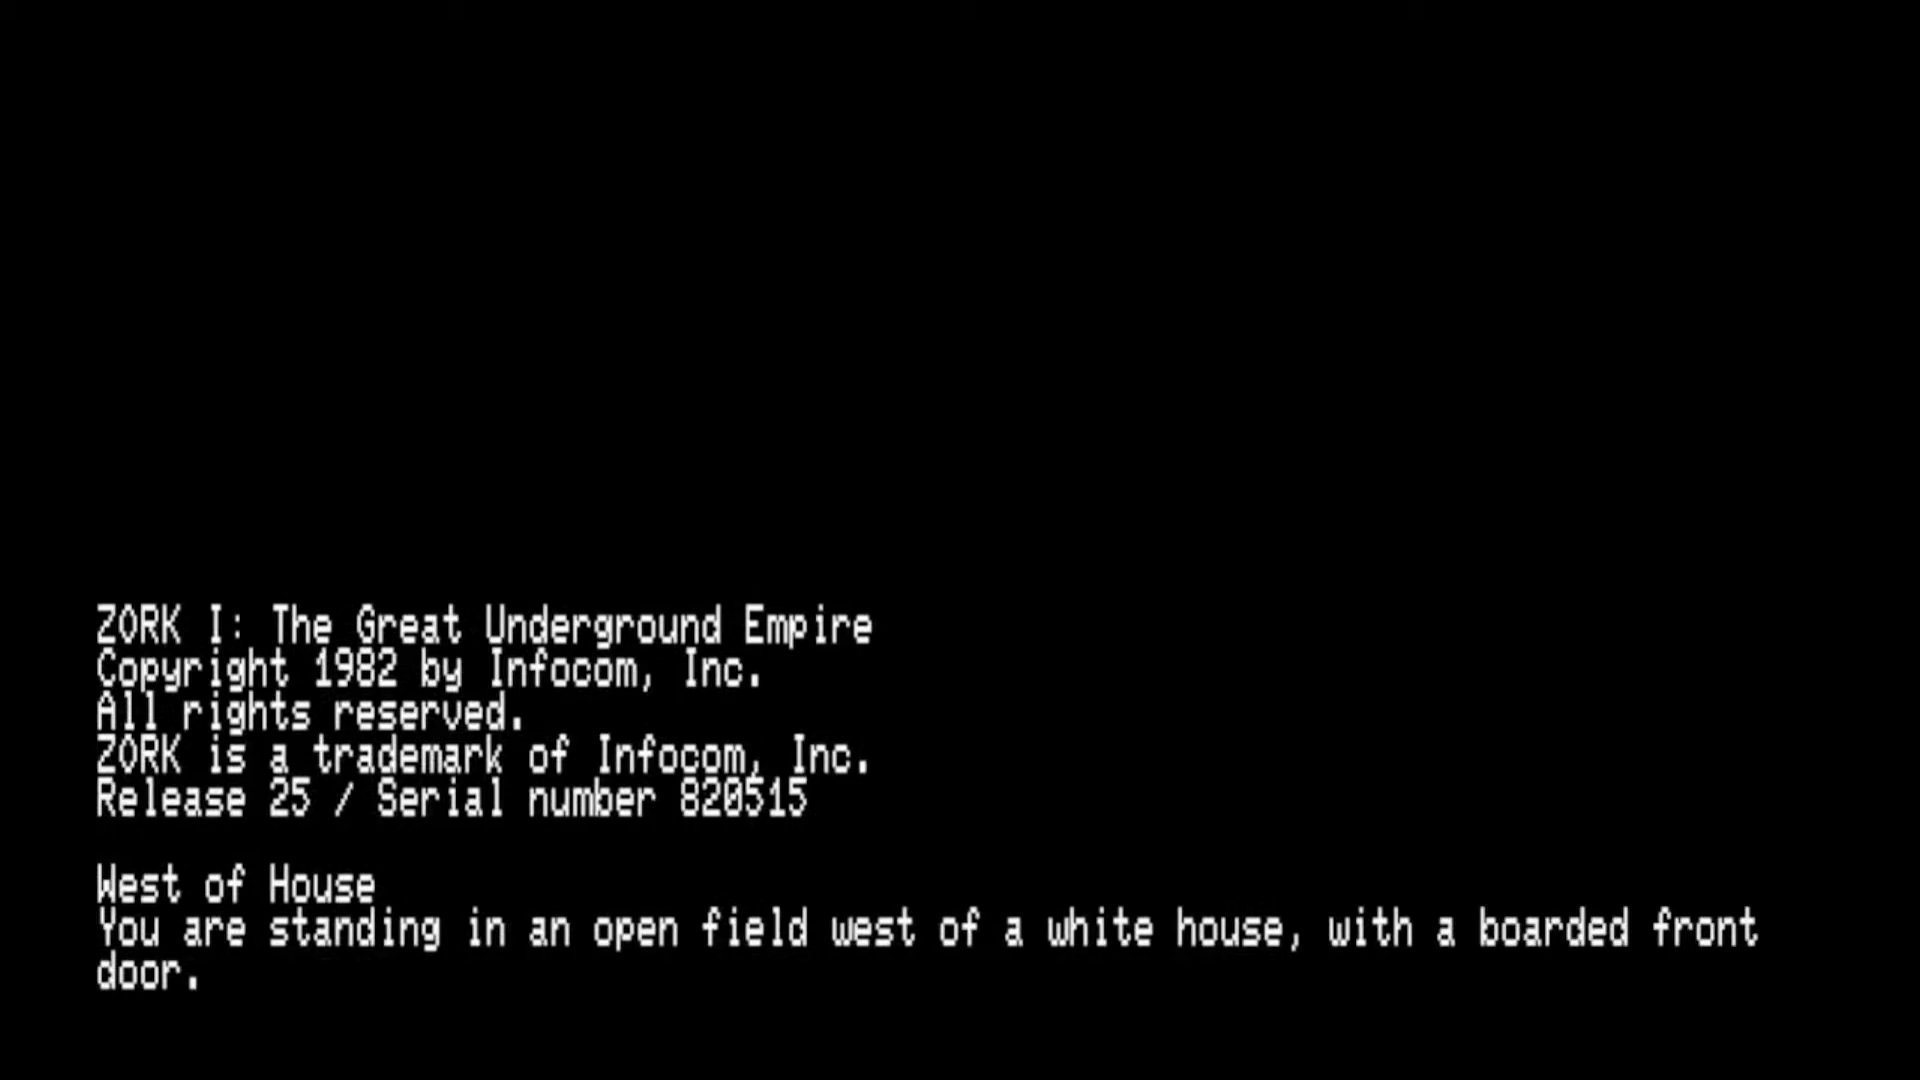 ZORK I: The Great Underground Empire
Copyright 1982 by Infocom, Inc.
All rights reserved.
ZORK is a trademark of Infocom, Inc.
Release 25 / Serial number 820515
West of House
You are standing in an open field west of a white house, with a boarded front
door.